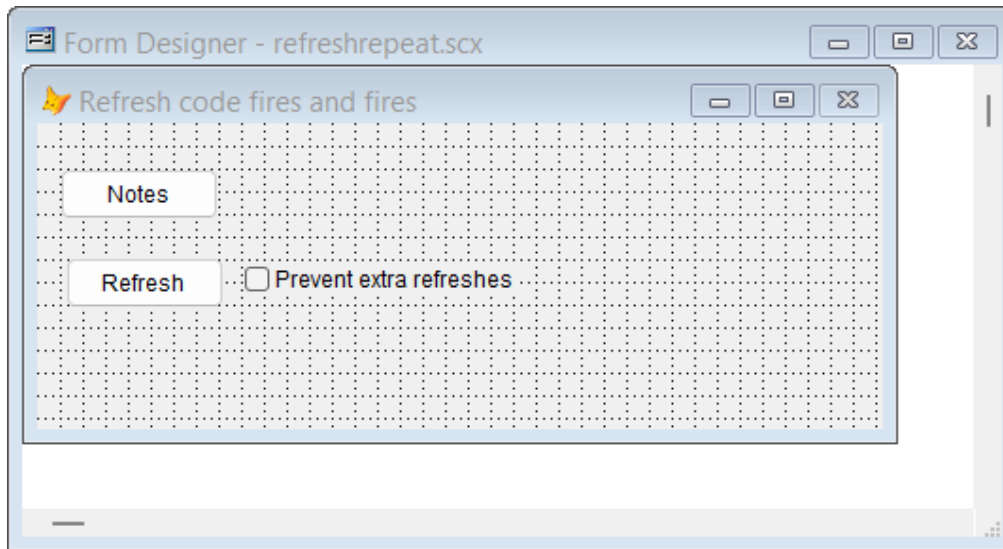 Form Designer - refreshrepeat.scx
Refresh code fires and fires
Notes
Refresh
Prevent extra refreshes